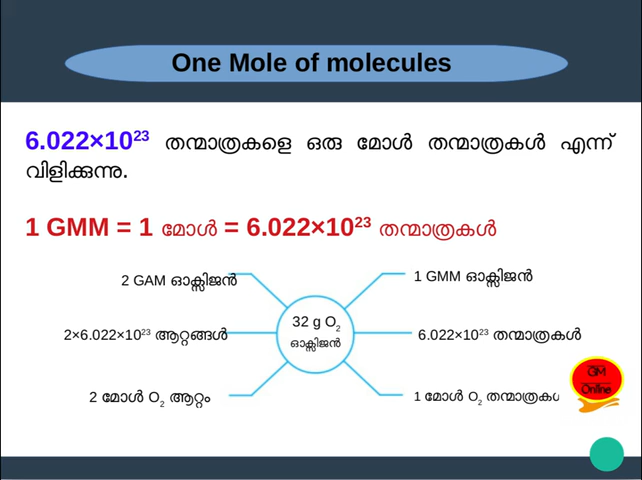 One Mole of molecules
6.022×10²³ തന്മാത്രകളെ ഒരു മോൾ തന്മാത്രകൾ എന്ന്
വിളിക്കുന്നു.
1 GMM = 1 മോൾ = 6.022×10²³ തന്മാത്രകൾ
2 GAM ഓക്സിജൻ
1 GMM ഓക്സിജൻ
32 g O₂
ഓക്സിജൻ
2×6.022×10²³ ആറ്റങ്ങൾ
6.022×10²³ തന്മാത്രകൾ
2 മോൾ O₂ ആറ്റം
1 മോൾ O₂
GM
Online